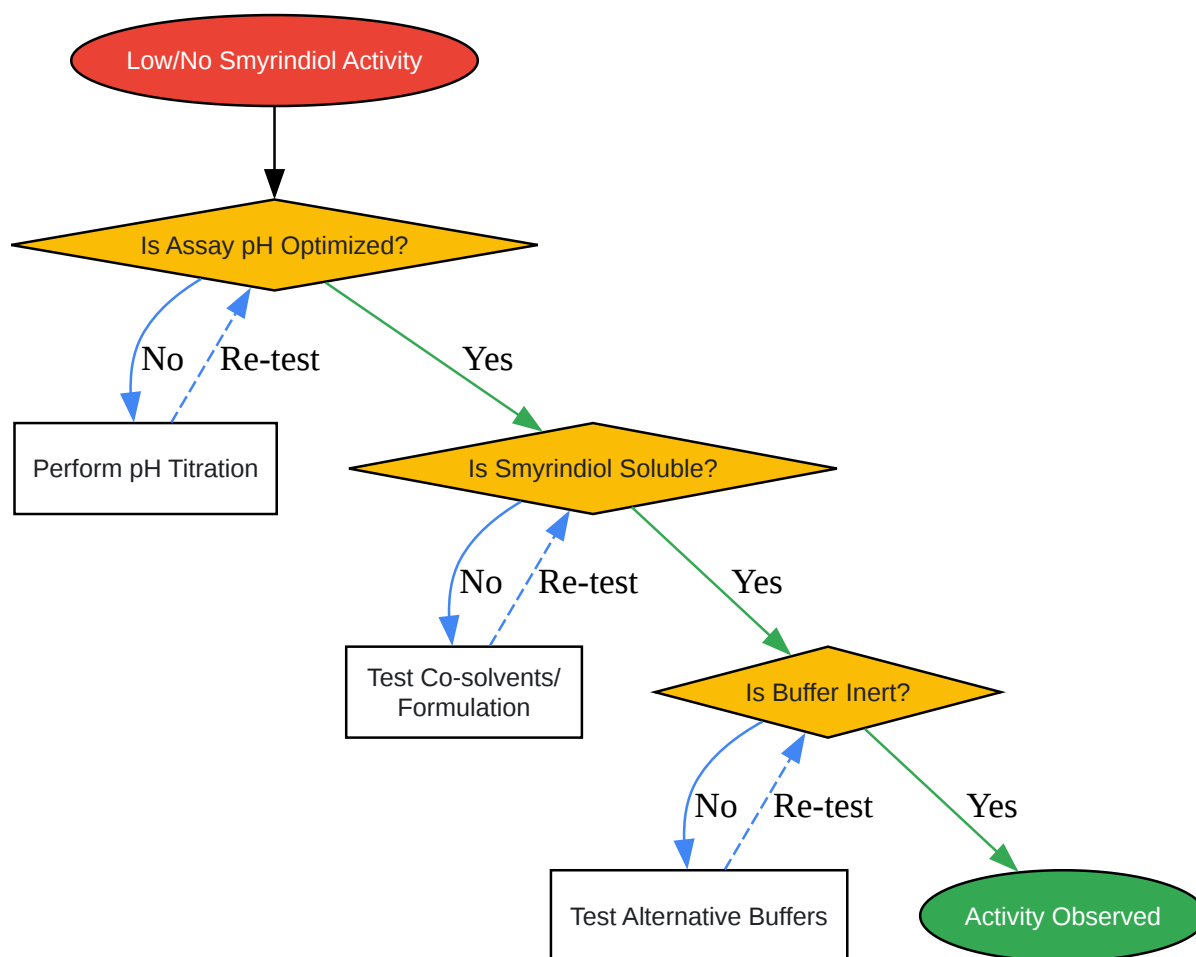 Low/No Smyrindiol Activity
Is Assay pH Optimized?
No
Re-test
Yes
Perform pH Titration
Is Smyrindiol Soluble?
No
Re-test
Yes
Test Co-solvents/
Formulation
Is Buffer Inert?
No
Re-test
Yes
Test Alternative Buffers
Activity Observed